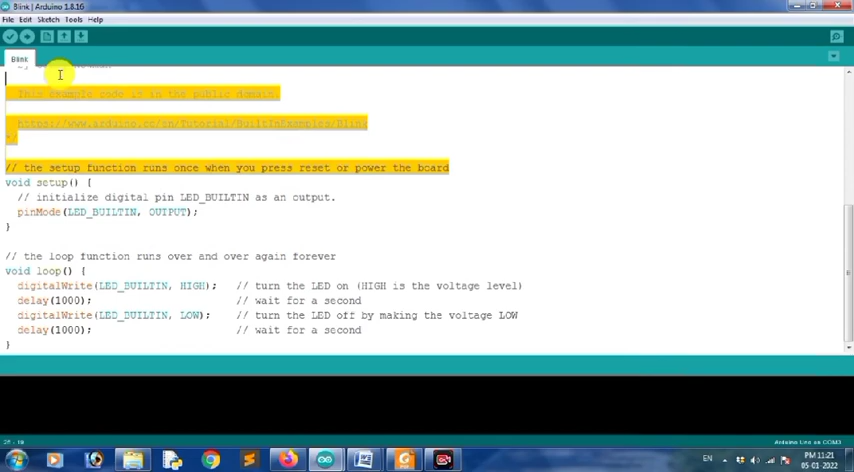 Blink | Arduino 1.8.16
File Edit Sketch Tools Help
Blink
This example code is in the public domain.
https://www.arduino.cc/en/Tutorial/BuiltInExamples/Blink
*/
// the setup function runs once when you press reset or power the board
void setup() {
// initialize digital pin LED_BUILTIN as an output.
pinMode(LED_BUILTIN, OUTPUT);
}
// the loop function runs over and over again forever
void loop() {
digitalWrite(LED_BUILTIN, HIGH); // turn the LED on (HIGH is the voltage level)
delay(1000); // wait for a second
digitalWrite(LED_BUILTIN, LOW); // turn the LED off by making the voltage LOW
delay(1000); // wait for a second
}
Arduino Uno on COM3
EN
PM 11:21
05-01-2022